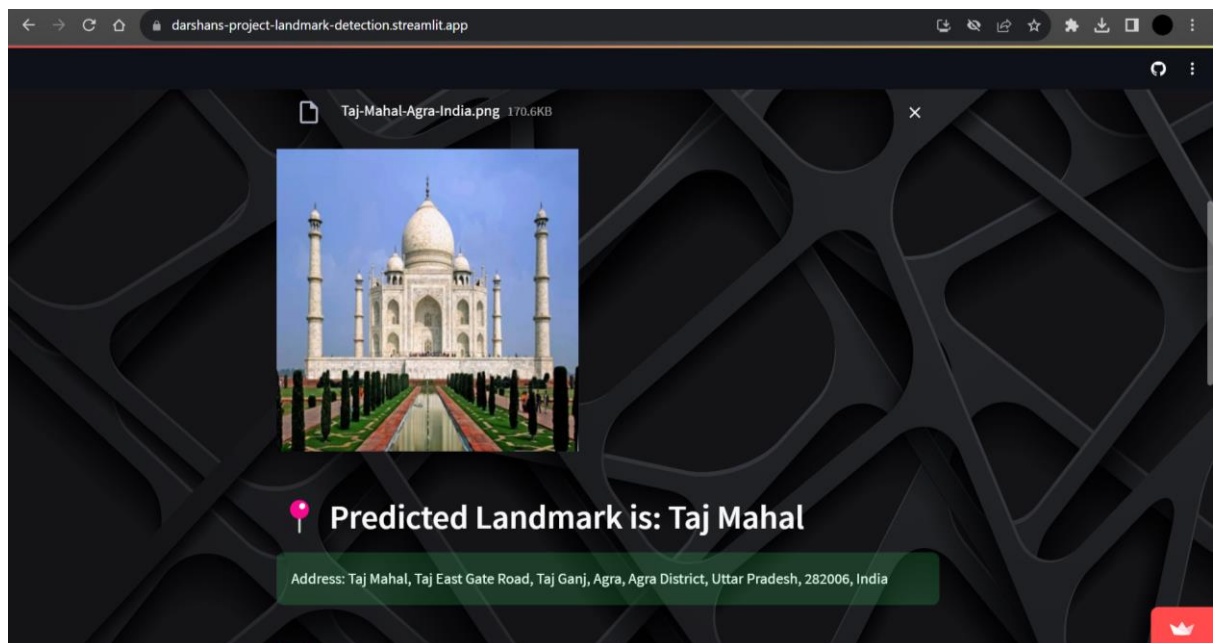 darshans-project-landmark-detection.streamlit.app
Taj-Mahal-Agra-India.png 170.6KB
Predicted Landmark is: Taj Mahal
Address: Taj Mahal, Taj East Gate Road, Taj Ganj, Agra, Agra District, Uttar Pradesh, 282006, India